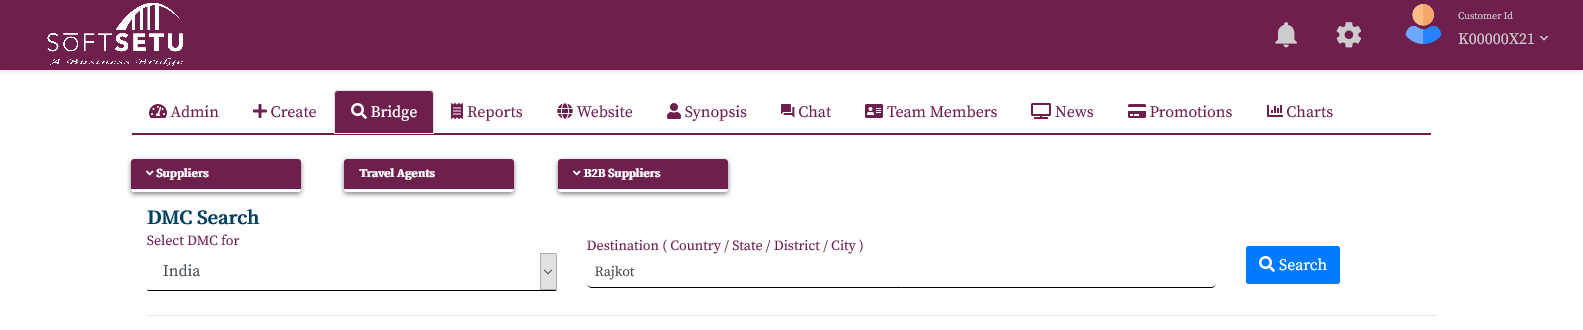 SOFTSETU
A Business Bridge
Customer Id
K00000X21
Admin Create Bridge Reports Website Synopsis Chat Team Members News Promotions Charts
Suppliers Travel Agents B2B Suppliers
DMC Search
Select DMC for
India
Destination ( Country / State / District / City )
Rajkot
Search